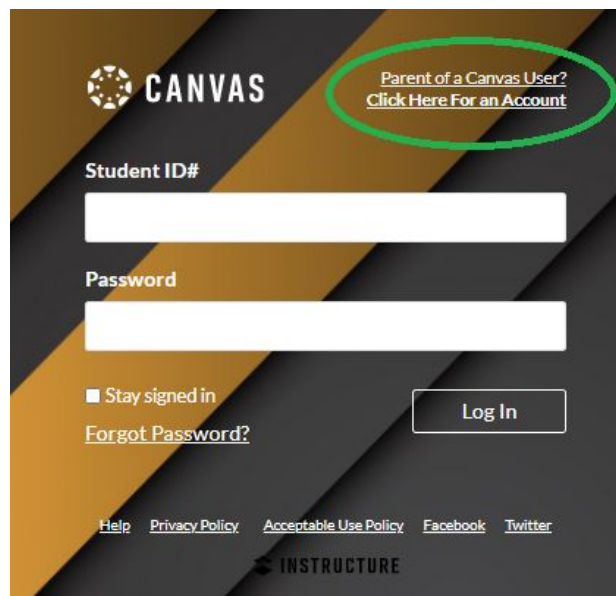 CANVAS
Parent of a Canvas User?
Click Here For an Account
Student ID#
Password
Stay signed in
Log In
Forgot Password?
Help Privacy Policy Acceptable Use Policy Facebook Twitter
INSTRUCTURE